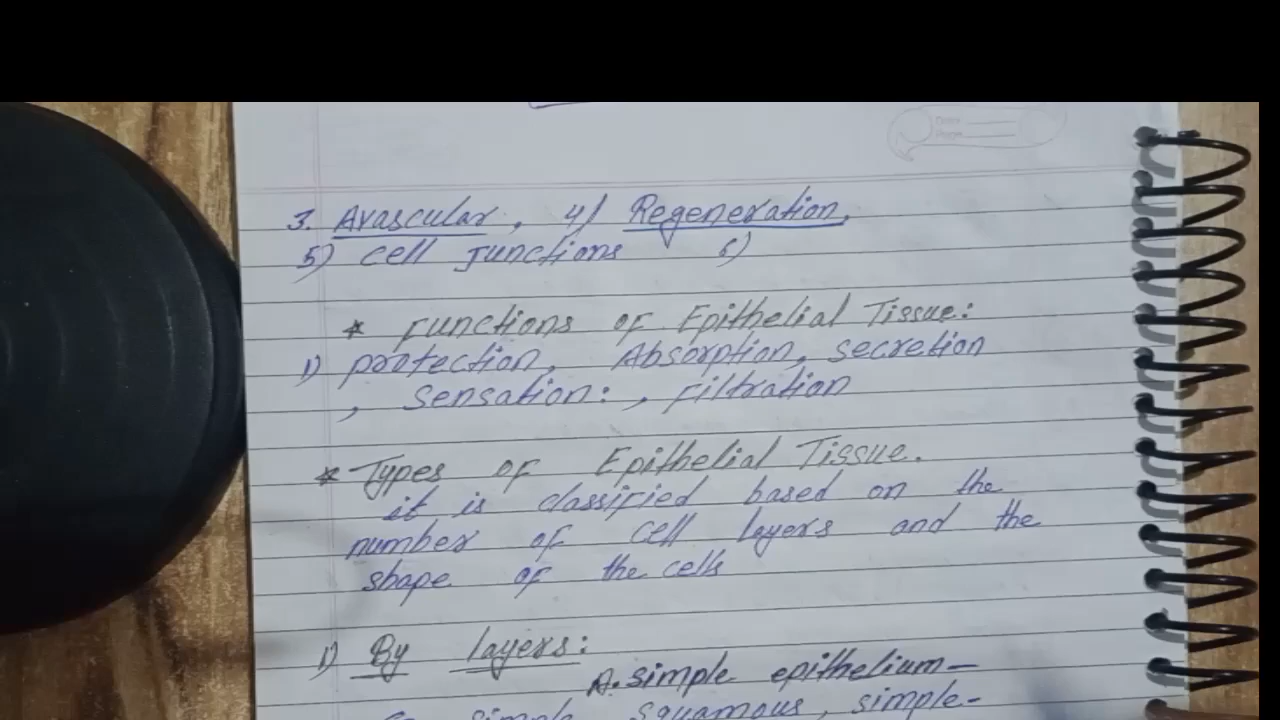 3. Avascular, 4) Regeneration,
5) cell Junctions 6)
* Functions of Epithelial Tissue:
1) protection, Absorption, secretion
, Sensation: , Filtration
* Types of Epithelial Tissue.
it is classified based on the
number of cell layers and the
shape of the cells
1) By layers:
A. simple epithelium-
simple squamous, simple-